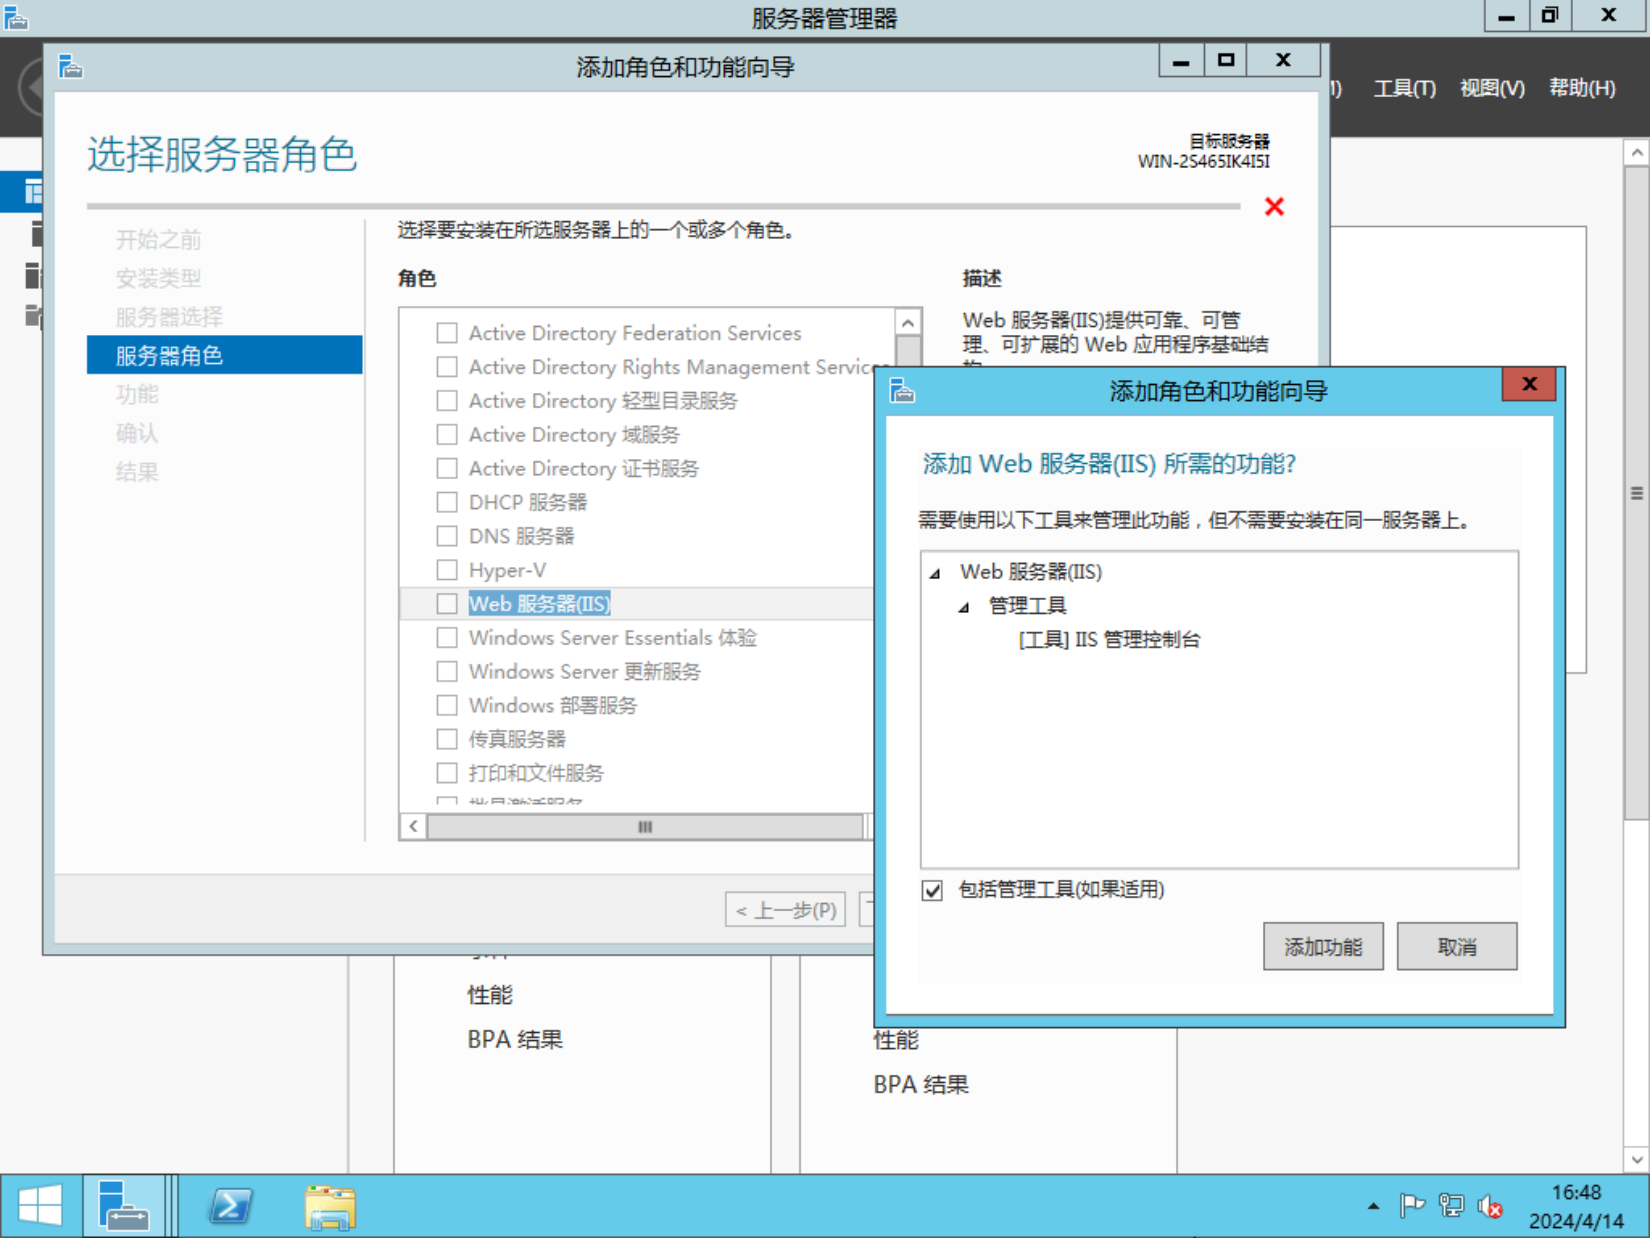 服务器管理器
添加角色和功能向导
工具(T) 视图(V) 帮助(H)
选择服务器角色
目标服务器
WIN-2S465IK4I5I
开始之前
安装类型
服务器选择
服务器角色
功能
确认
结果
选择要安装在所选服务器上的一个或多个角色。
角色
Active Directory Federation Services
Active Directory Rights Management Services
Active Directory 轻型目录服务
Active Directory 域服务
Active Directory 证书服务
DHCP 服务器
DNS 服务器
Hyper-V
Web 服务器(IIS)
Windows Server Essentials 体验
Windows Server 更新服务
Windows 部署服务
传真服务器
打印和文件服务
描述
Web 服务器(IIS)提供可靠、可管
理、可扩展的 Web 应用程序基础结
< 上一步(P)
添加角色和功能向导
添加 Web 服务器(IIS) 所需的功能?
需要使用以下工具来管理此功能，但不需要安装在同一服务器上。
Web 服务器(IIS)
管理工具
[工具] IIS 管理控制台
包括管理工具(如果适用)
添加功能
取消
性能
BPA 结果
性能
BPA 结果
16:48
2024/4/14